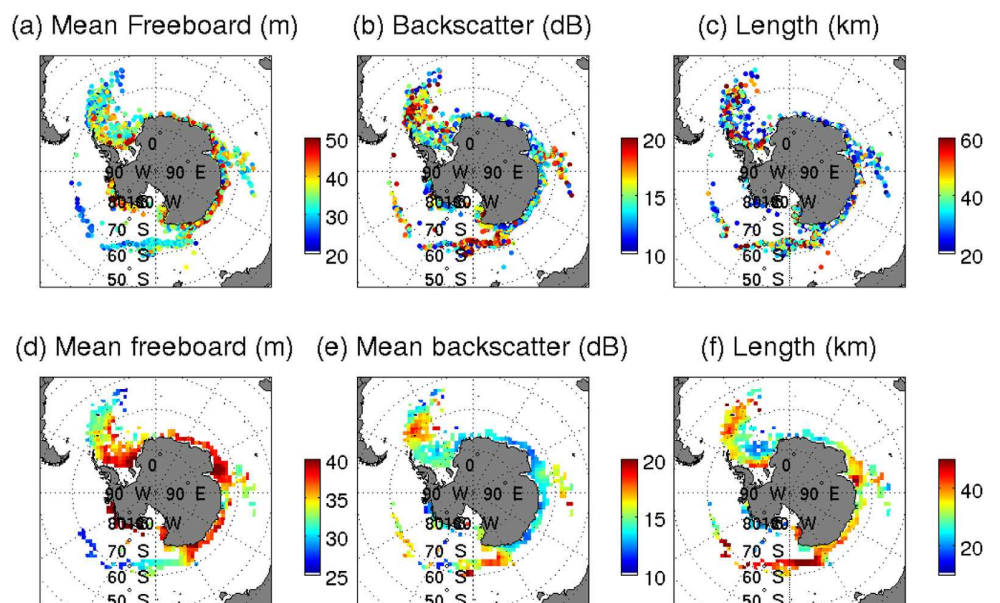 (a) Mean Freeboard (m) (b) Backscatter (dB) (c) Length (km)
0 0 0
90 W 90 E 90 W 90 E 90 W 90 E
70 S 70 S 70 S
60 S 60 S 60 S
50 S 50 S 50 S
50 20 60
40 15 40
30 10 20
20
(d) Mean freeboard (m) (e) Mean backscatter (dB) (f) Length (km)
0 0 0
90 W 90 E 90 W 90 E 90 W 90 E
70 S 70 S 70 S
60 S 60 S 60 S
50 S 50 S 50 S
40 20 40
35 15 20
30 10
25